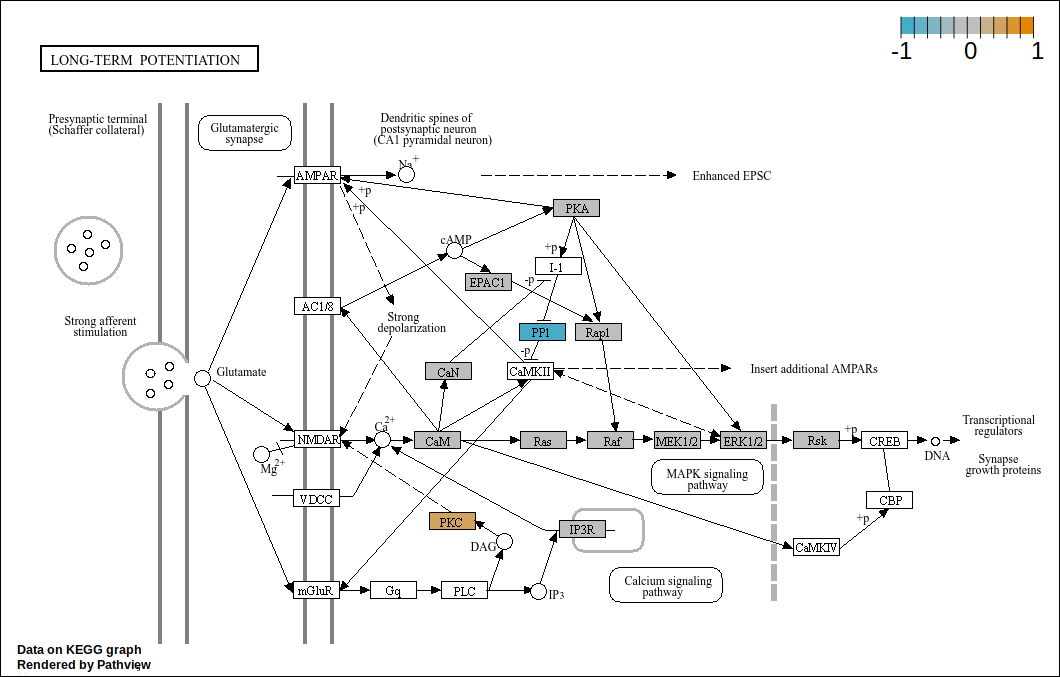 -1 0 1
LONG-TERM POTENTIATION
Presynaptic terminal
(Schaffer collateral)
Glutamatergic
synapse
Dendritic spines of
postsynaptic neuron
(CA1 pyramidal neuron)
Na+
AMPAR
Enhanced EPSC
+p
+p
PKA
cAMP
+p
I-1
EPAC1
-p
AC1/8
Strong
depolarization
Strong afferent
stimulation
PP1
Rap1
-p
Glutamate
CaN
CaMKII
Insert additional AMPARs
Ca2+
NMDAR
CaM
Ras
Raf
MEK1/2
ERK1/2
Rsk
+p
CREB
DNA
Transcriptional
regulators
Synapse
growth proteins
Mg2+
MAPK signaling
pathway
VDCC
CBP
PKC
IP3R
+p
DAG
CaMKIV
mGluR
Gq
PLC
IP3
Calcium signaling
pathway
Data on KEGG graph
Rendered by Pathview